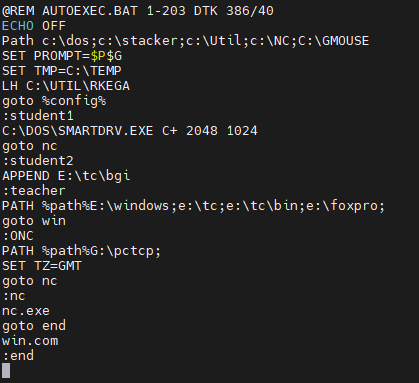 @REM AUTOEXEC.BAT 1-203 DTK 386/40
ECHO OFF
Path c:\dos;c:\stacker;c:\Util;c:\NC;C:\GMOUSE
SET PROMPT=$P$G
SET TMP=C:\TEMP
LH C:\UTIL\RKEGA
goto %config%
:student1
C:\DOS\SMARTDRV.EXE C+ 2048 1024
goto nc
:student2
APPEND E:\tc\bgi
:teacher
PATH %path%E:\windows;e:\tc;e:\tc\bin;e:\foxpro;
goto win
:ONC
PATH %path%G:\pctcp;
SET TZ=GMT
goto nc
:nc
nc.exe
goto end
win.com
:end